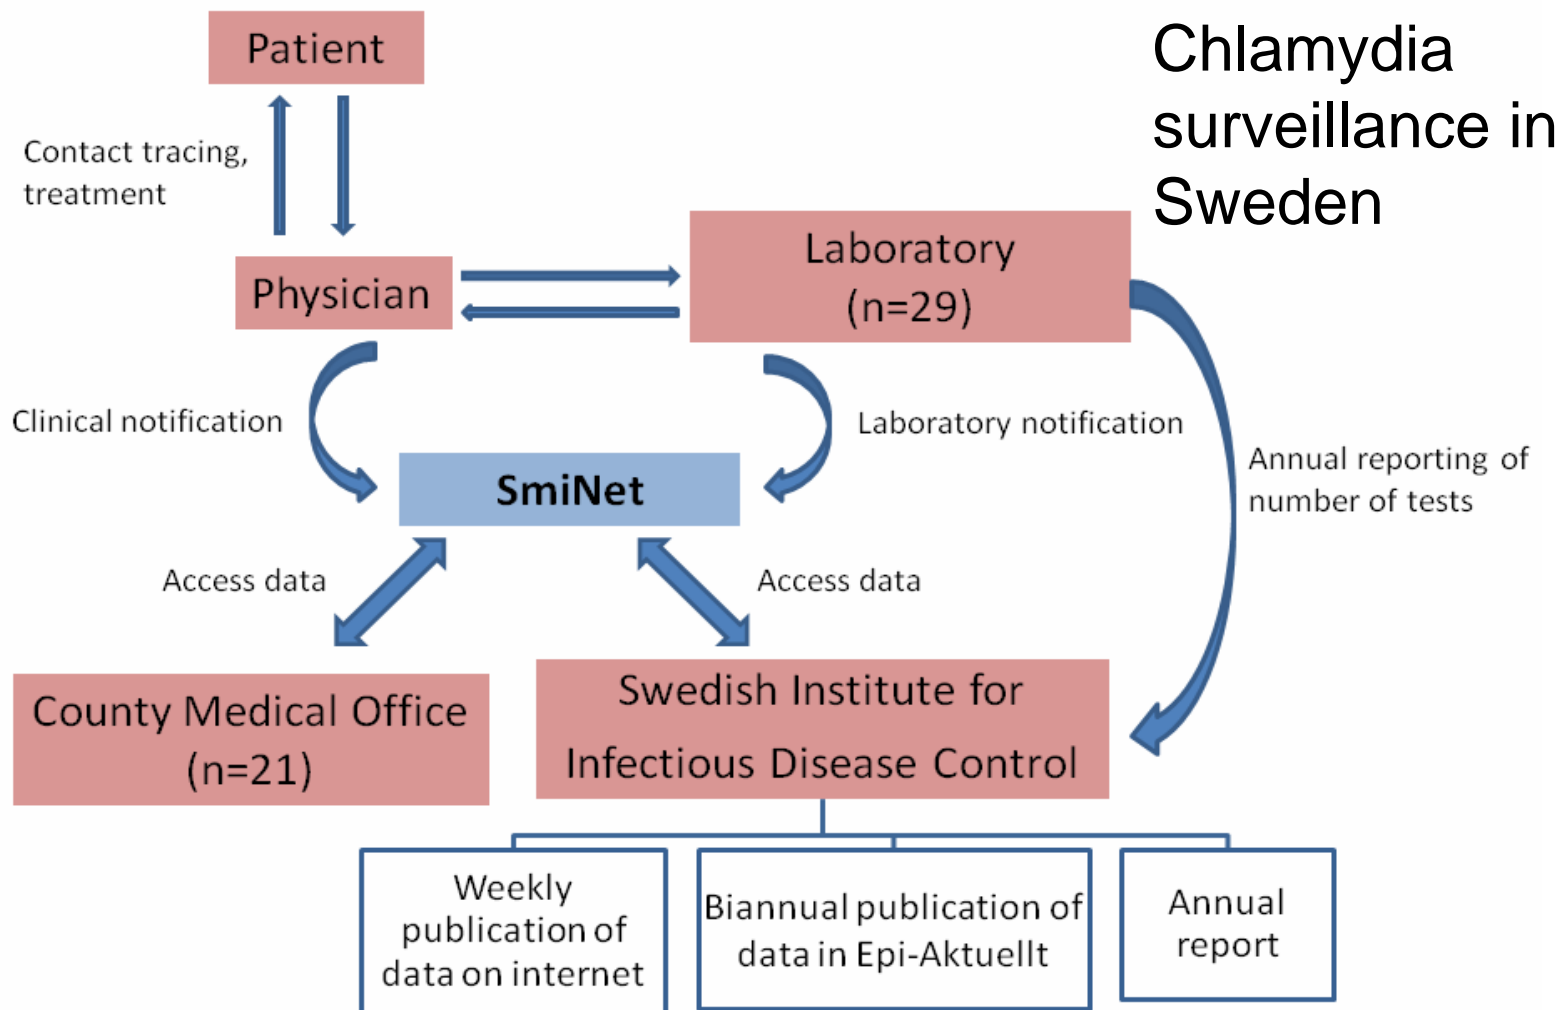 Chlamydia
surveillance in
Sweden
Patient
Contact tracing,
treatment
Physician
Laboratory
(n=29)
Clinical notification
Laboratory notification
SmiNet
Annual reporting of
number of tests
Access data
Access data
County Medical Office
(n=21)
Swedish Institute for
Infectious Disease Control
Weekly
publication of
data on internet
Biannual publication of
data in Epi-Aktuellt
Annual
report